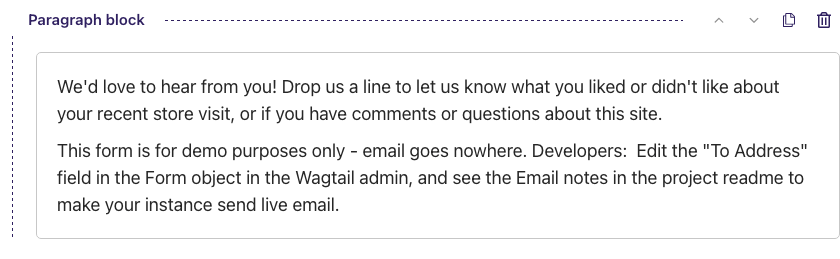 Paragraph block
We'd love to hear from you! Drop us a line to let us know what you liked or didn't like about
your recent store visit, or if you have comments or questions about this site.
This form is for demo purposes only - email goes nowhere. Developers:  Edit the "To Address"
field in the Form object in the Wagtail admin, and see the Email notes in the project readme to
make your instance send live email.